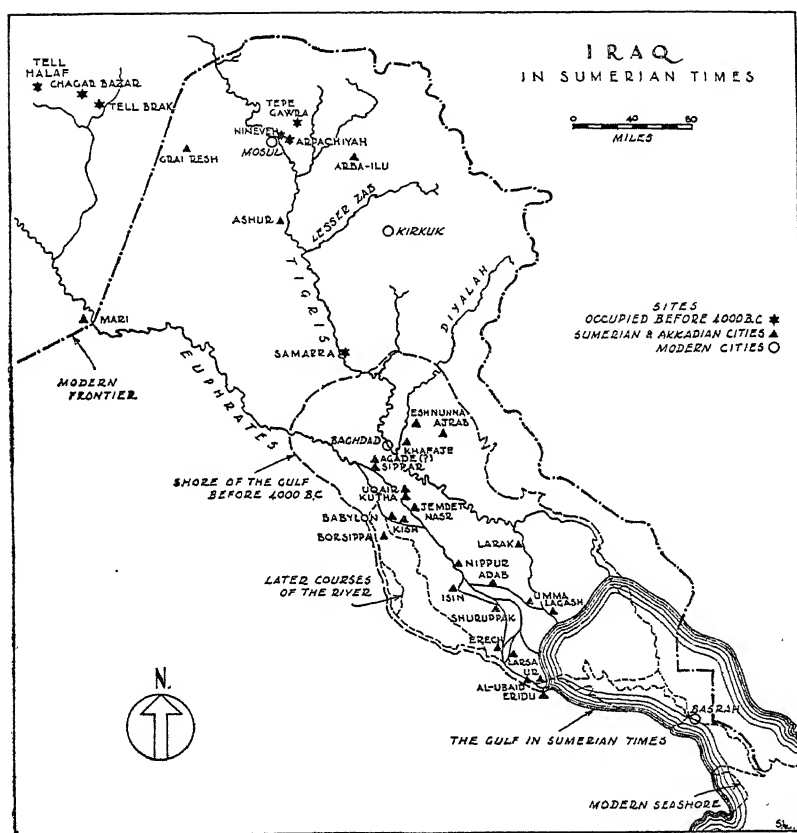 IRAQ
IN SUMERIAN TIMES
0 40 80
MILES
TELL
HALAF
CHAGAR BAZAR
TELL BRAK
TEPE
GAWRA
NINEVEH
ARPACHIYAH
MOSUL
GRAI RESH
ARBA-ILU
ASHUR
LESSER ZAB
KIRKUK
TIGRIS
DIYALAH
SITES
OCCUPIED BEFORE 4000 B.C
SUMERIAN & AKKADIAN CITIES
MODERN CITIES
MARI
SAMARRA
MODERN
FRONTIER
EUPHRATES
ESHNUNNA
AJRAB
BAGHDAD
KHAFAJE
AGADE (?)
SIPPAR
SHORE OF THE GULF
BEFORE 4000 B.C
UQAIR
KUTHA
JEMDET
NASR
BABYLON
KISH
BORSIPPA
LARAK
NIPPUR
ADAB
LATER COURSES
OF THE RIVER
ISIN
UMMA
LAGASH
SHURUPPAK
ERECH
LARSA
UR
AL-UBAID
ERIDU
N.
BASRAH
THE GULF IN SUMERIAN TIMES
MODERN SEASHORE